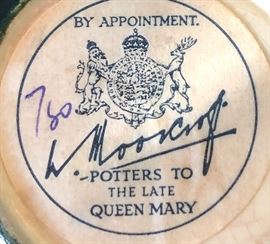 BY APPOINTMENT.
780
W. Moorcroft.
POTTERS TO
THE LATE
QUEEN MARY